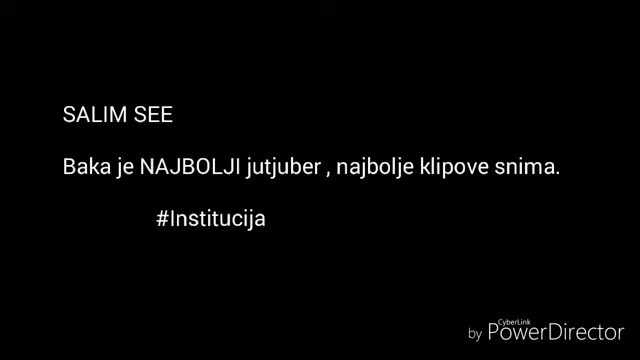 SALIM SEE
Baka je NAJBOLJI jutjuber , najbolje klipove snima.
#Institucija
CyberLink
by PowerDirector